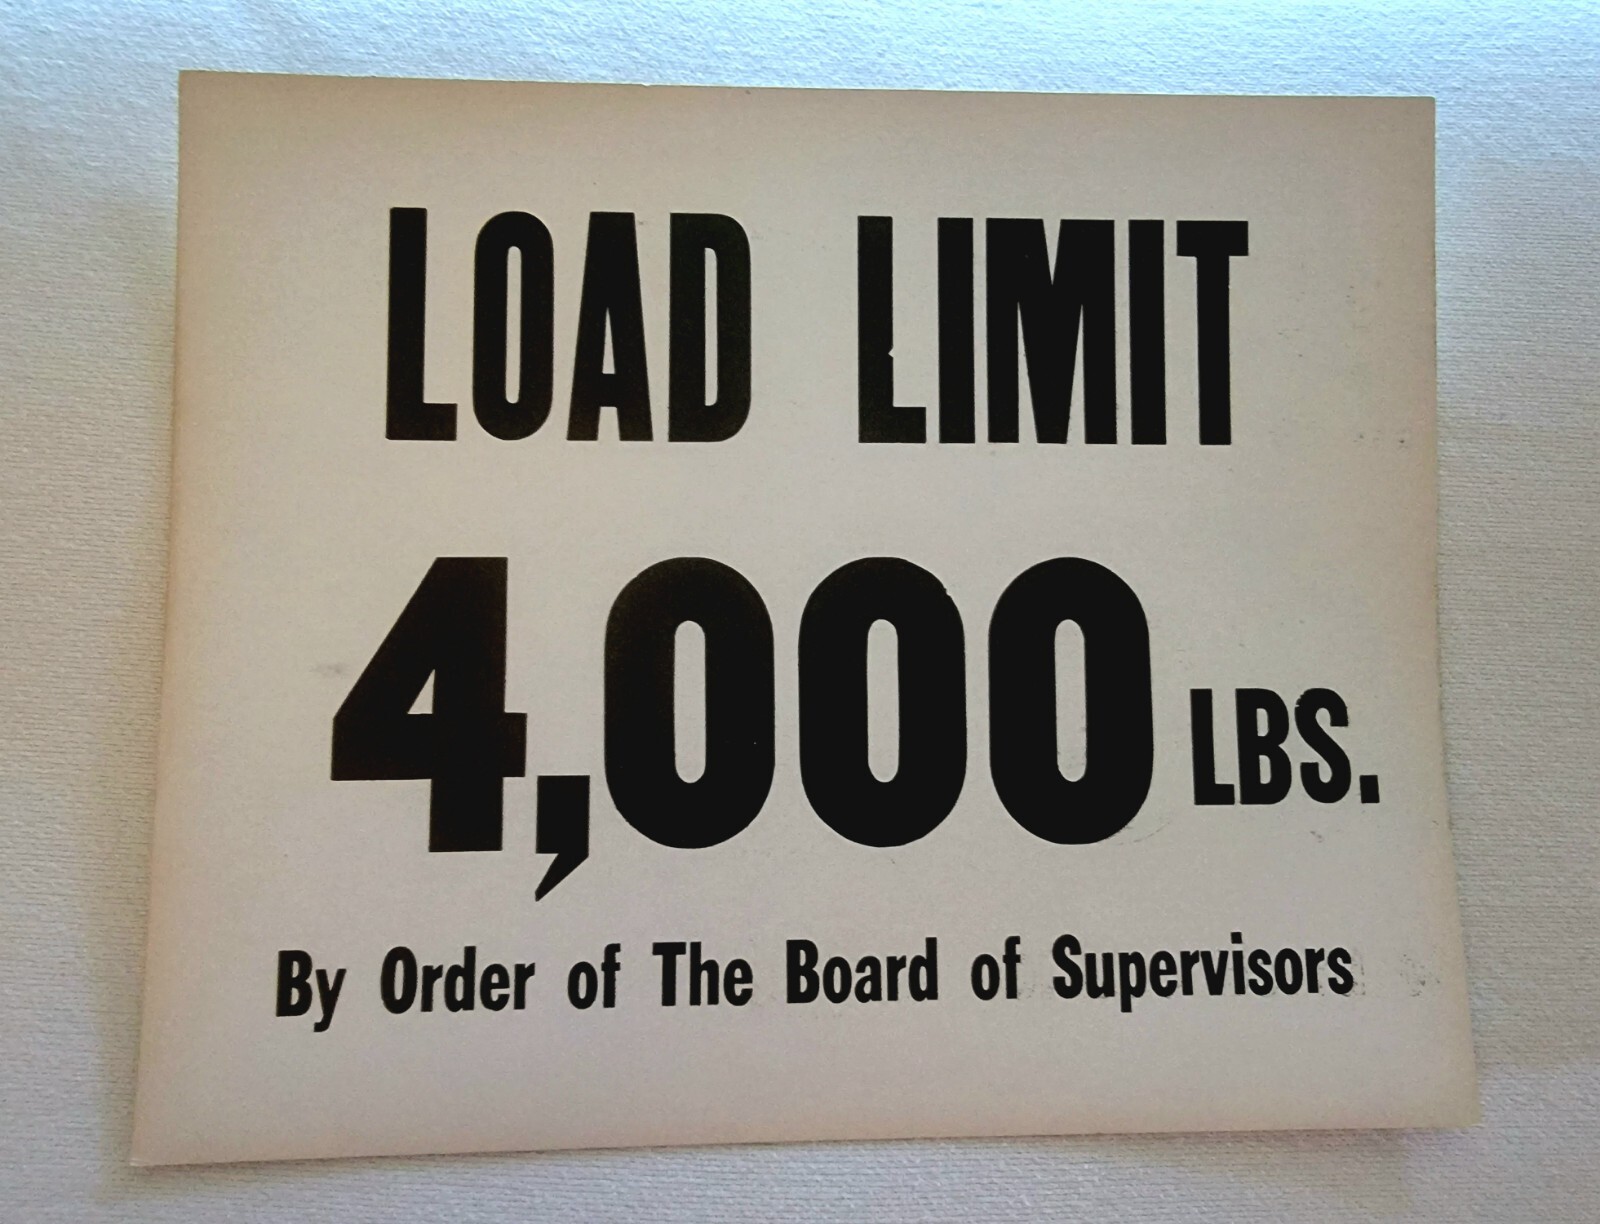 LOAD LIMIT
4,000 LBS.
By Order of The Board of Supervisors